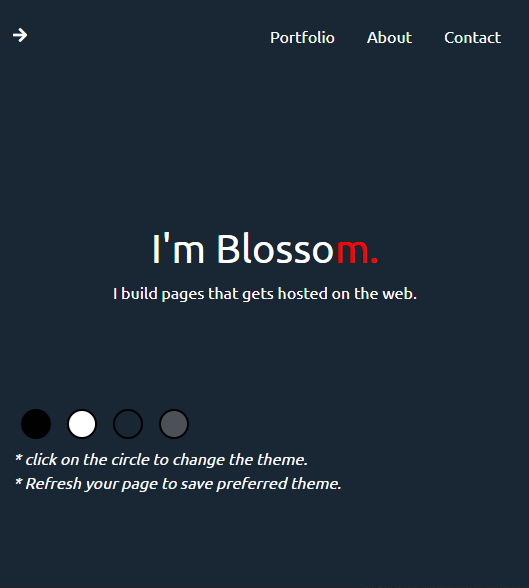 Portfolio About Contact
I'm Blossom.
I build pages that gets hosted on the web.
* click on the circle to change the theme.
* Refresh your page to save preferred theme.